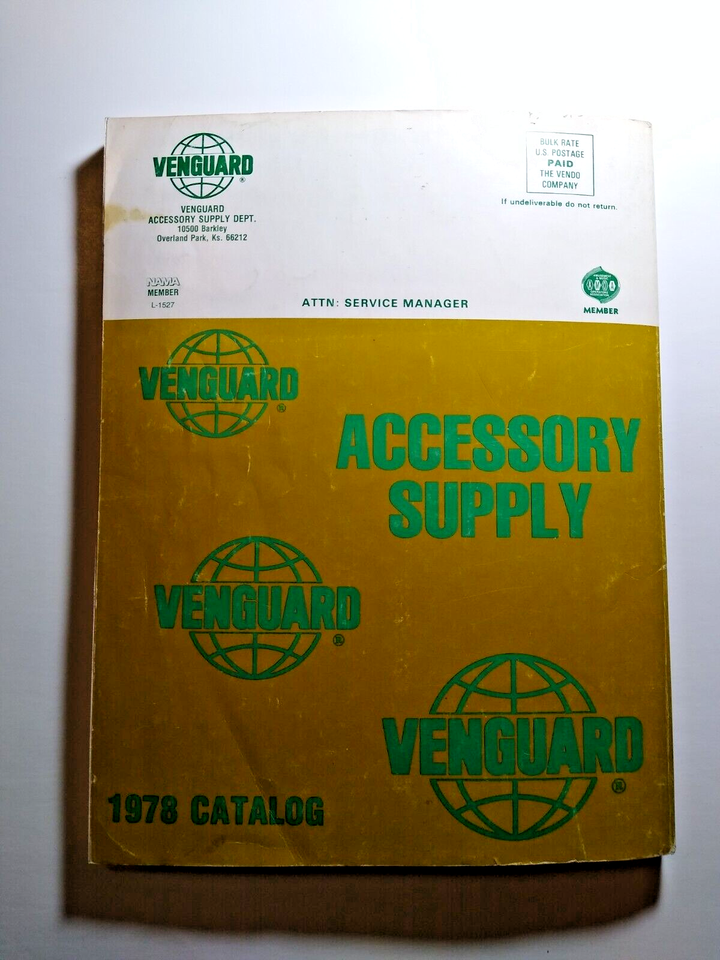 VENGUARD
®
VENGUARD
ACCESSORY SUPPLY DEPT.
10500 Barkley
Overland Park, Ks. 66212
BULK RATE
U.S. POSTAGE
PAID
THE VENDO
COMPANY
If undeliverable do not return.
NAMA
MEMBER
L-1527
ATTN: SERVICE MANAGER
MEMBER
VENGUARD
®
ACCESSORY
SUPPLY
VENGUARD
®
VENGUARD
®
1978 CATALOG